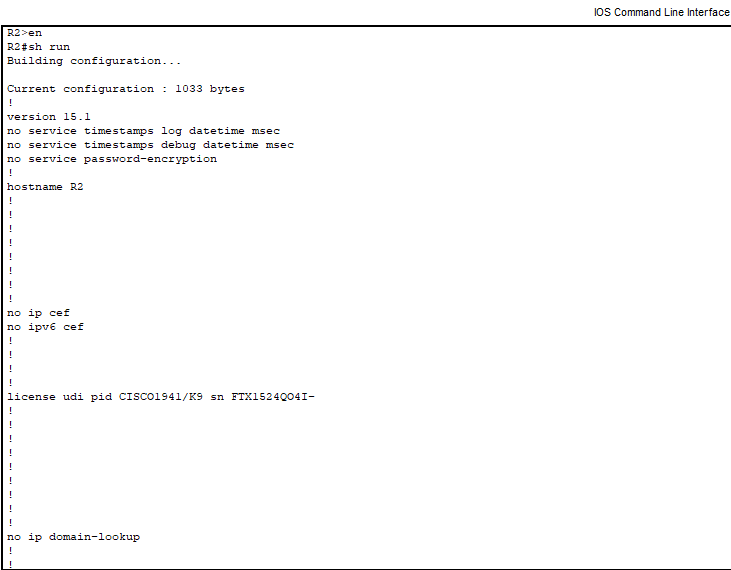 IOS Command Line Interface
R2>en
R2#sh run
Building configuration...
Current configuration : 1033 bytes
!
version 15.1
no service timestamps log datetime msec
no service timestamps debug datetime msec
no service password-encryption
!
hostname R2
!
!
!
!
!
!
!
!
no ip cef
no ipv6 cef
!
!
!
!
license udi pid CISCO1941/K9 sn FTX1524QO4I-
!
!
!
!
!
!
!
!
!
no ip domain-lookup
!
!